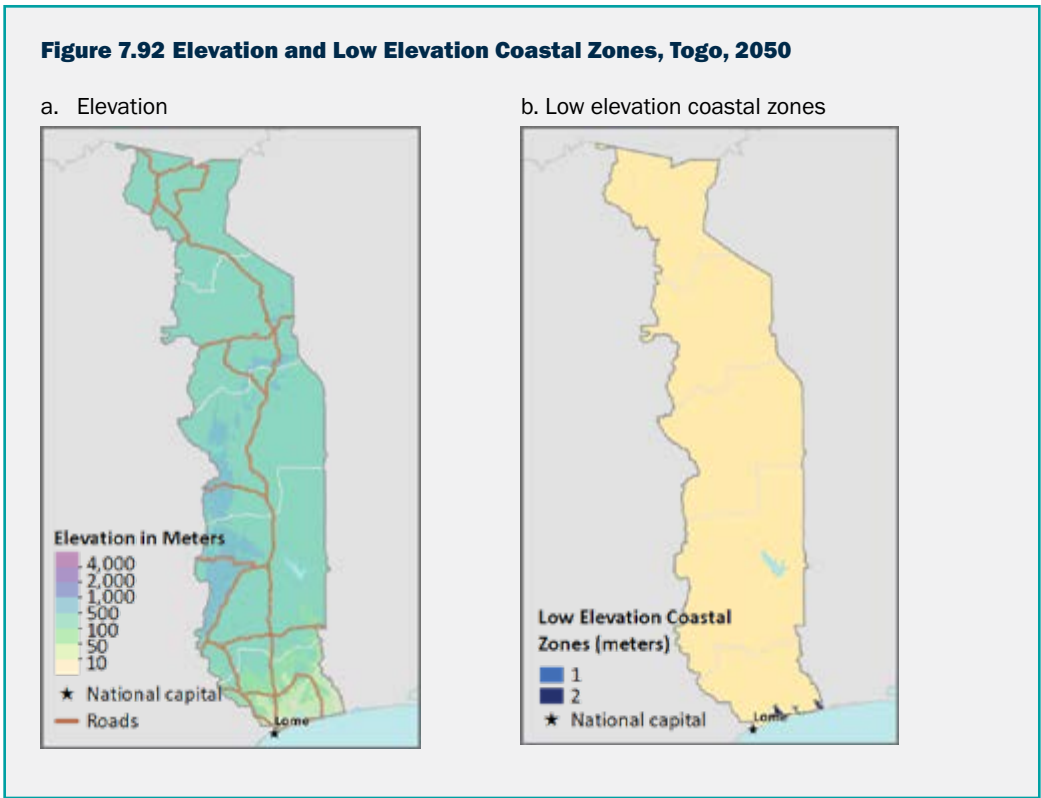 Figure 7.92 Elevation and Low Elevation Coastal Zones, Togo, 2050
a. Elevation
b. Low elevation coastal zones
Elevation in Meters
4,000
2,000
1,000
500
100
50
10
★ National capital
Roads
Lome
Low Elevation Coastal
Zones (meters)
1
2
★ National capital
Lome